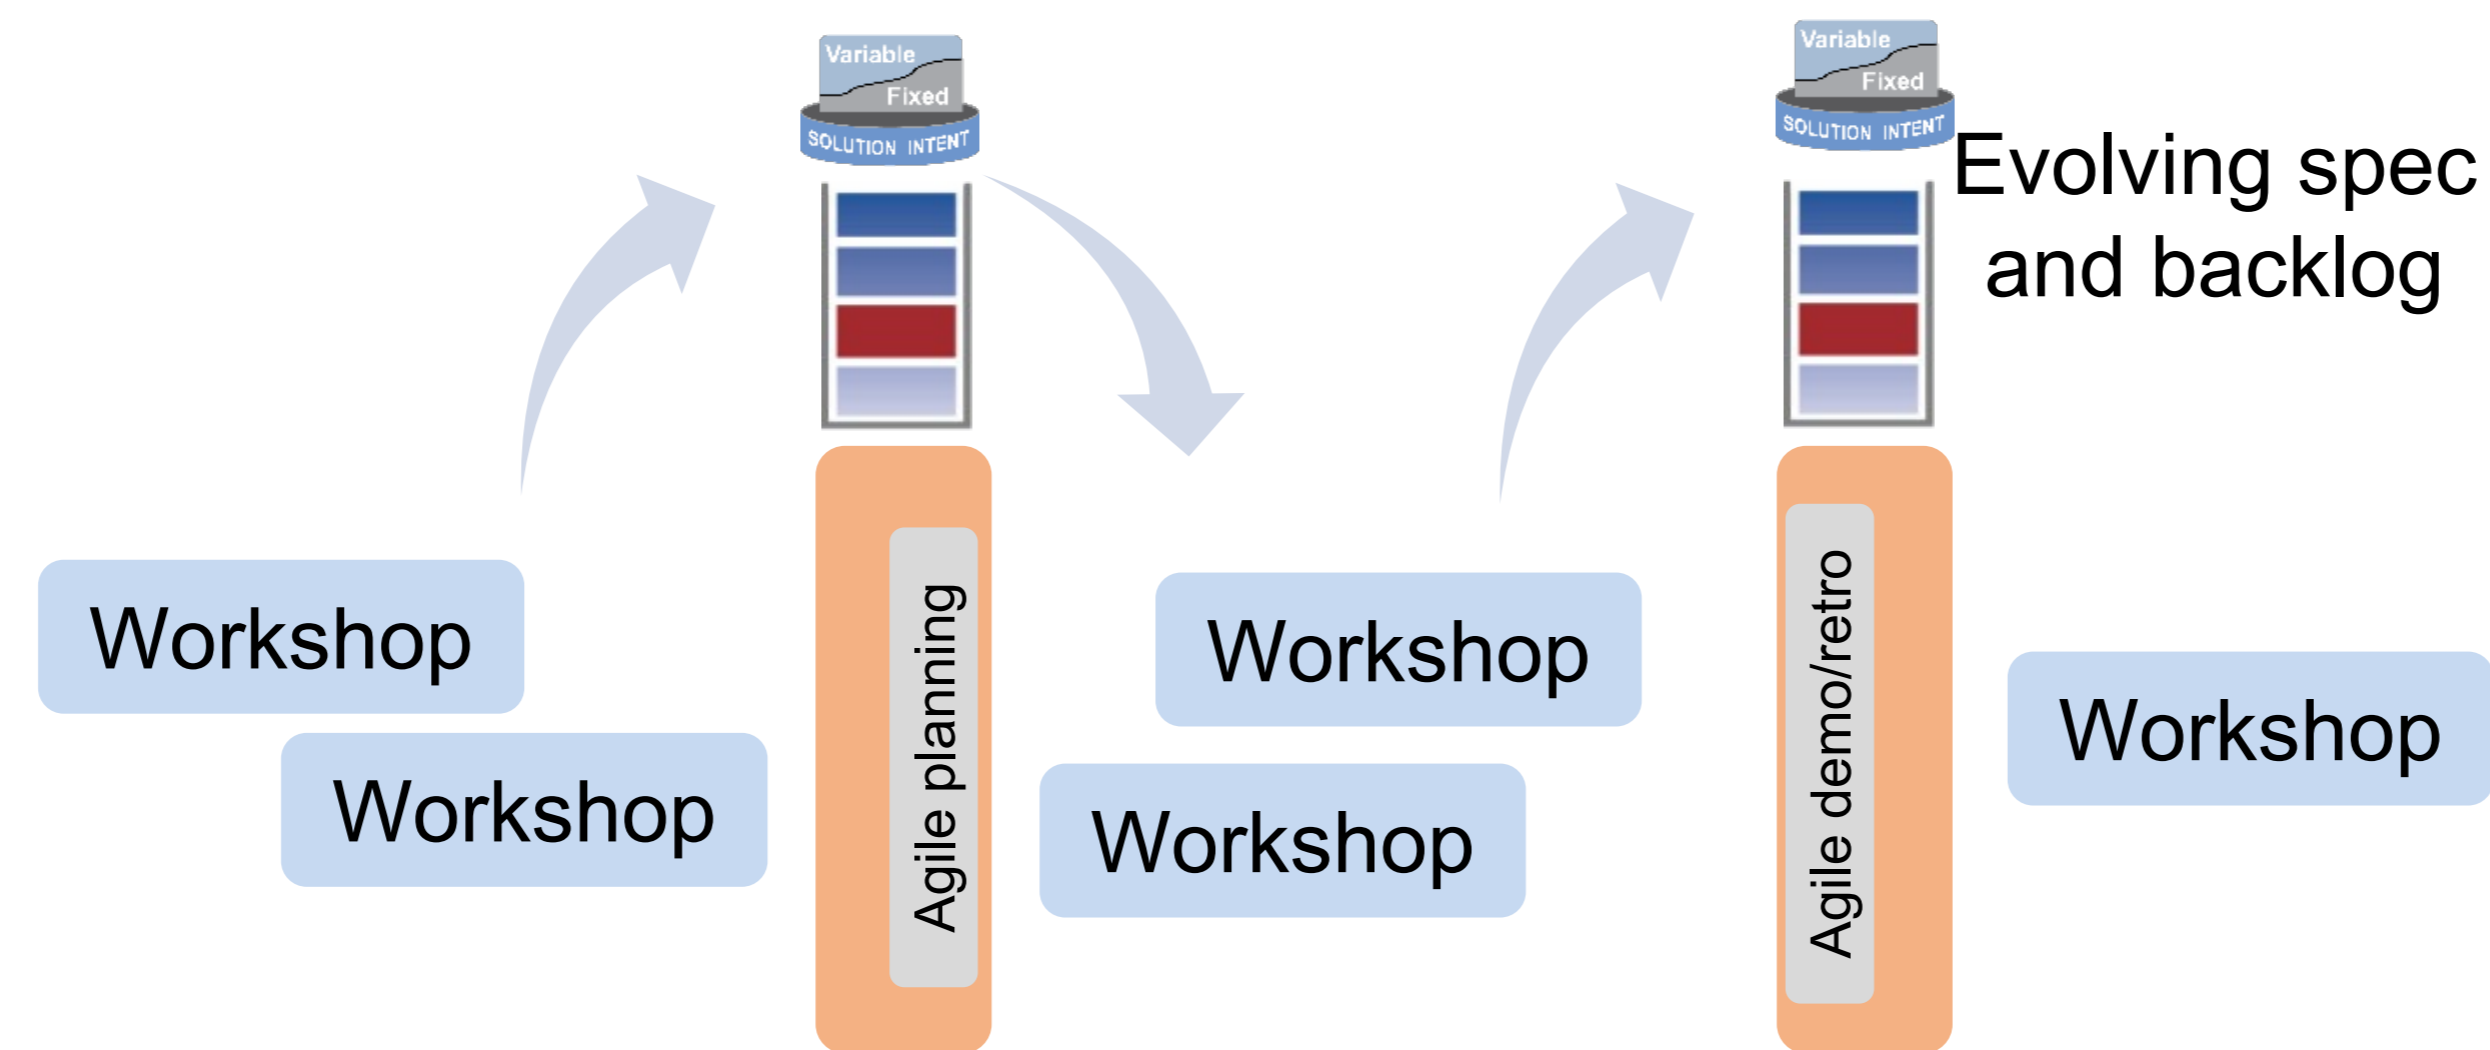 Variable
Fixed
SOLUTION INTENT
Variable
Fixed
SOLUTION INTENT
Evolving spec
and backlog
Workshop
Workshop
Agile planning
Workshop
Workshop
Agile demo/retro
Workshop